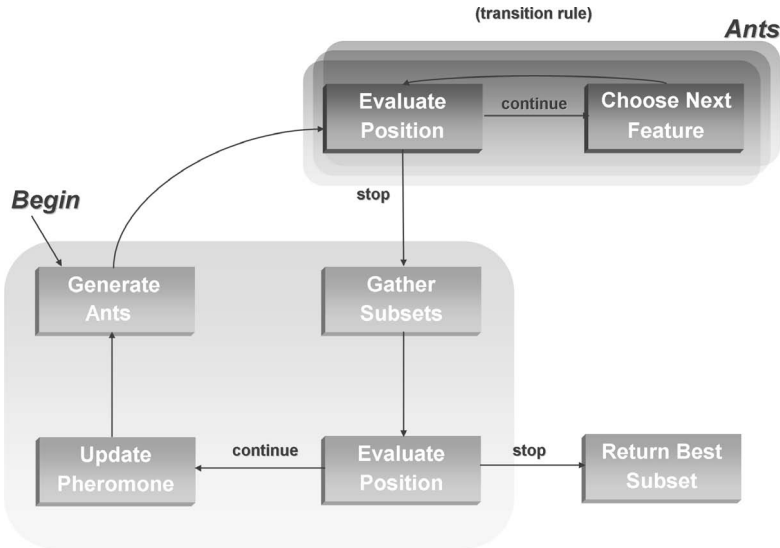 (transition rule)
Ants
Evaluate
Position
continue
Choose Next
Feature
stop
Begin
Generate
Ants
Gather
Subsets
Update
Pheromone
continue
Evaluate
Position
stop
Return Best
Subset